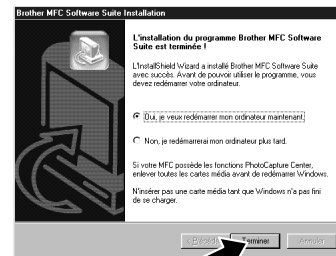 Brother MFC Software Suite Installation
L'installation du programme Brother MFC Software
Suite est terminée !
L'InstallShield Wizard a installé Brother MFC Software Suite
avec succès. Avant de pouvoir utiliser le programme, vous
devez redémarrer votre ordinateur.
Oui, je veux redémarrer mon ordinateur maintenant.
Non, je redémarrerai mon ordinateur plus tard.
Si votre MFC possède les fonctions PhotoCapture Center,
enlever toutes les cartes média avant de redémarrer Windows.
N'insérer pas une carte média tant que Windows n'a pas fini
de se charger.
Terminer
Annuler